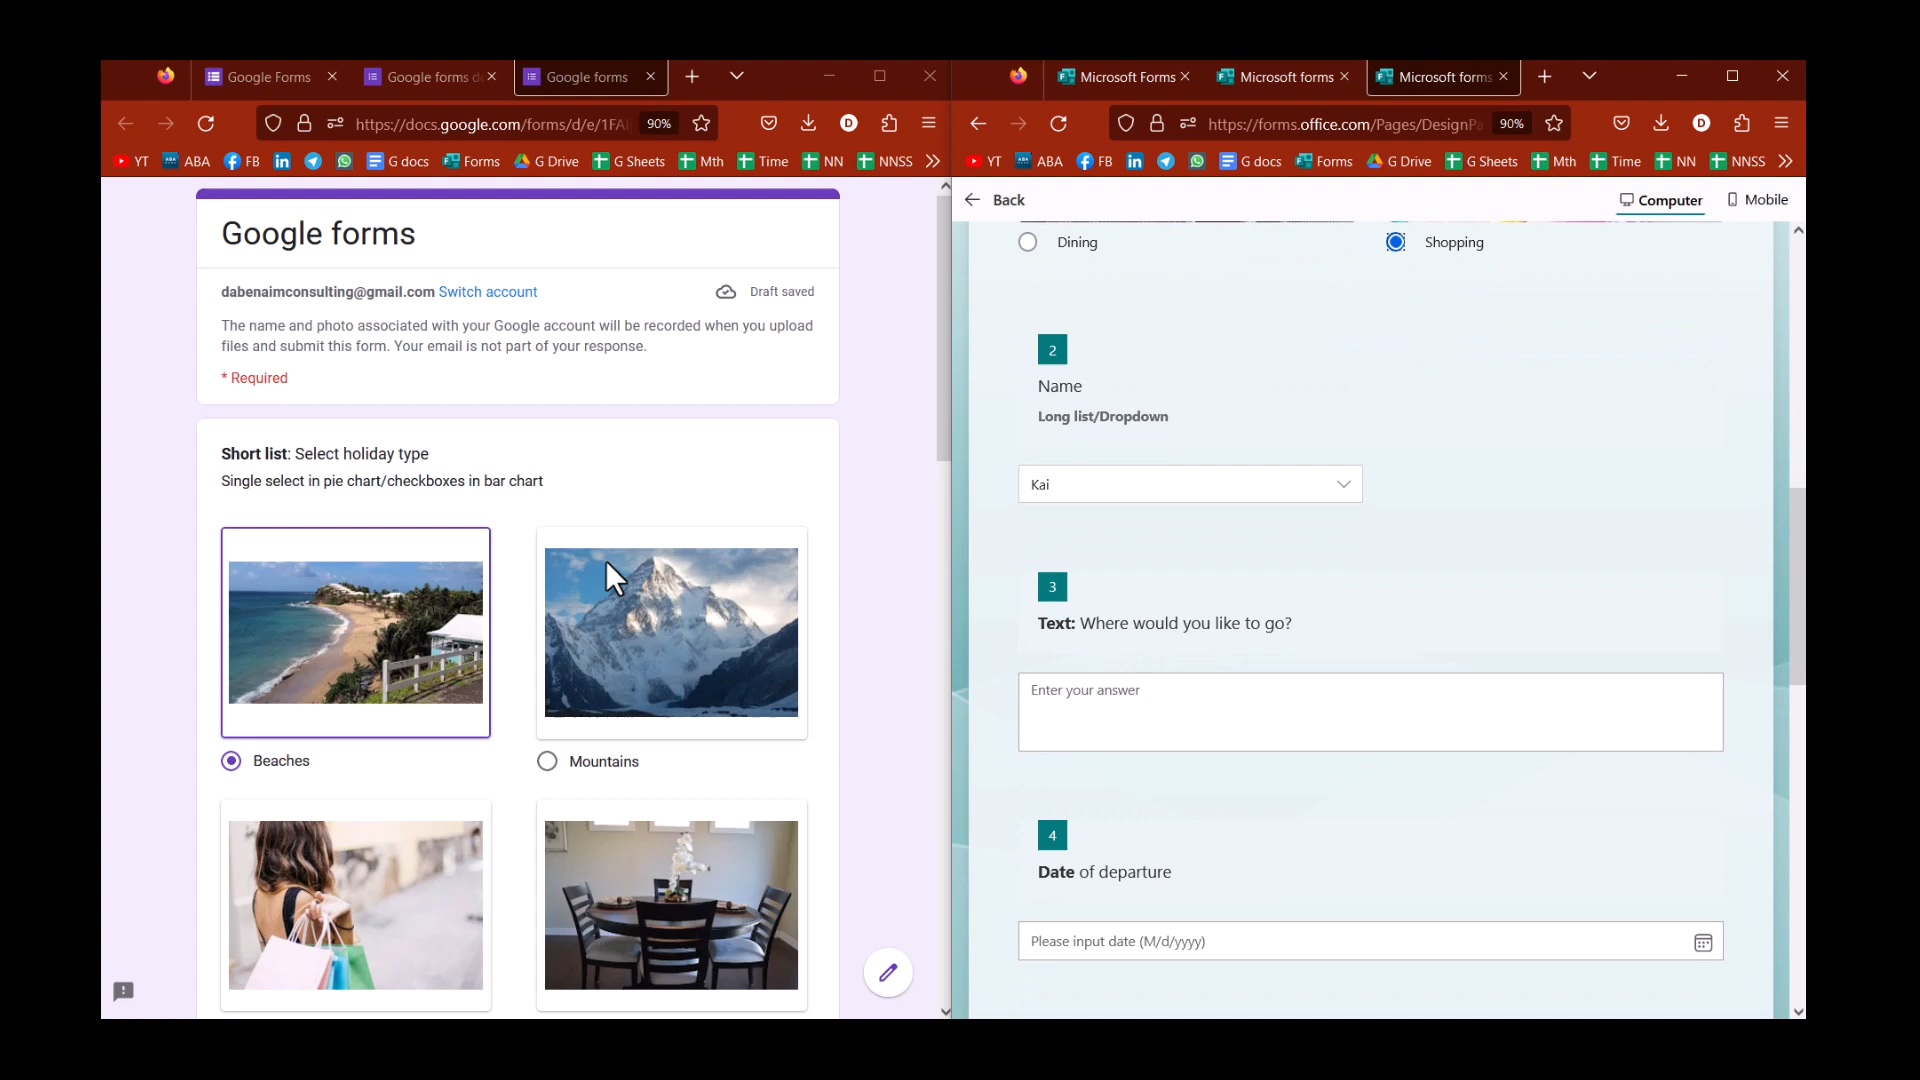 Google Forms
Google forms d
Google forms
https://docs.google.com/forms/d/e/1FAI
90%
YT
ABA
FB
G docs
Forms
G Drive
G Sheets
Mth
Time
NN
NNSS
Google forms
dabenaimconsulting@gmail.com Switch account
Draft saved
The name and photo associated with your Google account will be recorded when you upload
files and submit this form. Your email is not part of your response.
* Required
Short list: Select holiday type
Single select in pie chart/checkboxes in bar chart
Beaches
Mountains
Microsoft Forms
Microsoft forms
Microsoft forms
https://forms.office.com/Pages/DesignPa
90%
YT
ABA
FB
G docs
Forms
G Drive
G Sheets
Mth
Time
NN
NNSS
Back
Computer
Mobile
Dining
Shopping
2
Name
Long list/Dropdown
Kai
3
Text: Where would you like to go?
Enter your answer
4
Date of departure
Please input date (M/d/yyyy)